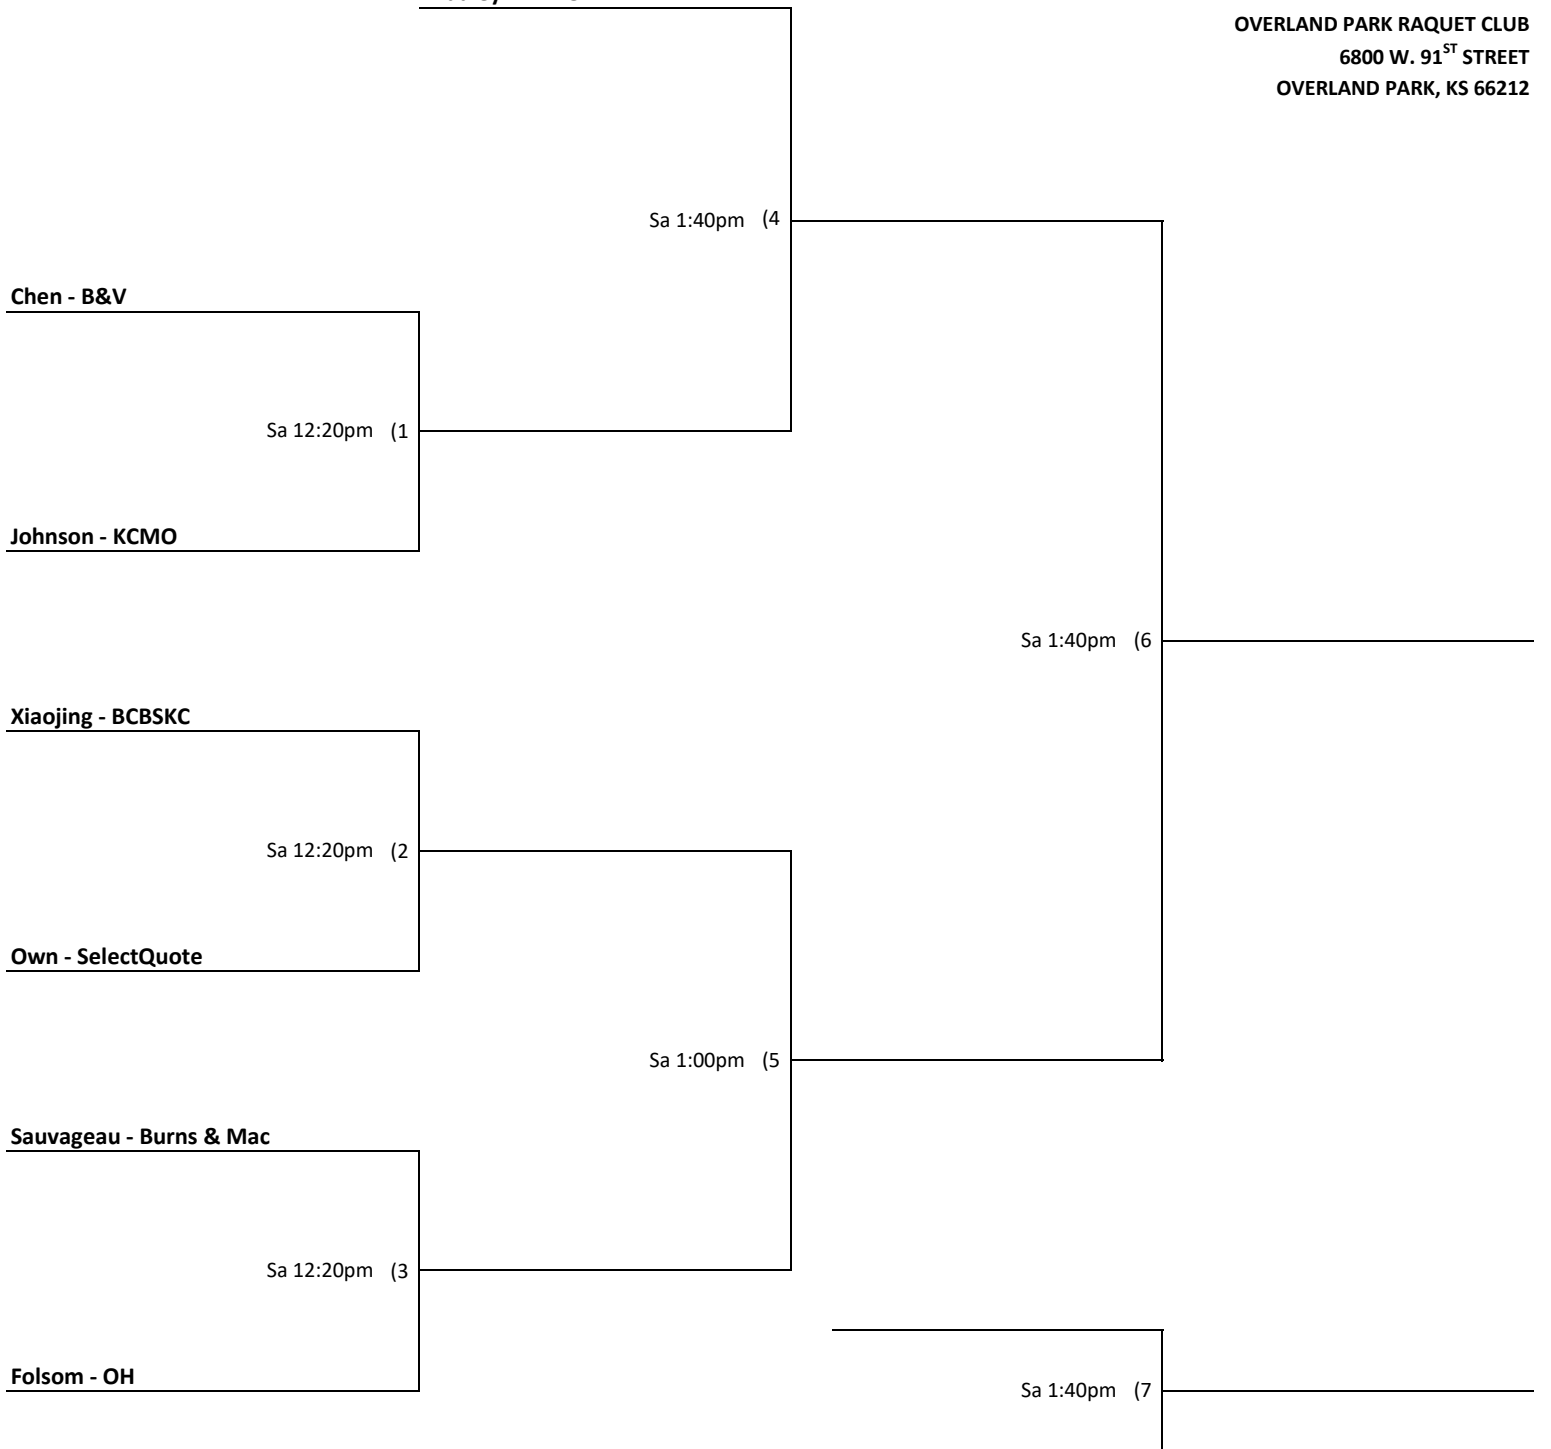 OVERLAND PARK RAQUET CLUB
6800 W. 91ST STREET
OVERLAND PARK, KS 66212
Sa 1:40pm (4
Chen - B&V
Sa 12:20pm (1
Johnson - KCMO
Sa 1:40pm (6
Xiaojing - BCBSKC
Sa 12:20pm (2
Own - SelectQuote
Sa 1:00pm (5
Sauvageau - Burns & Mac
Sa 12:20pm (3
Folsom - OH
Sa 1:40pm (7